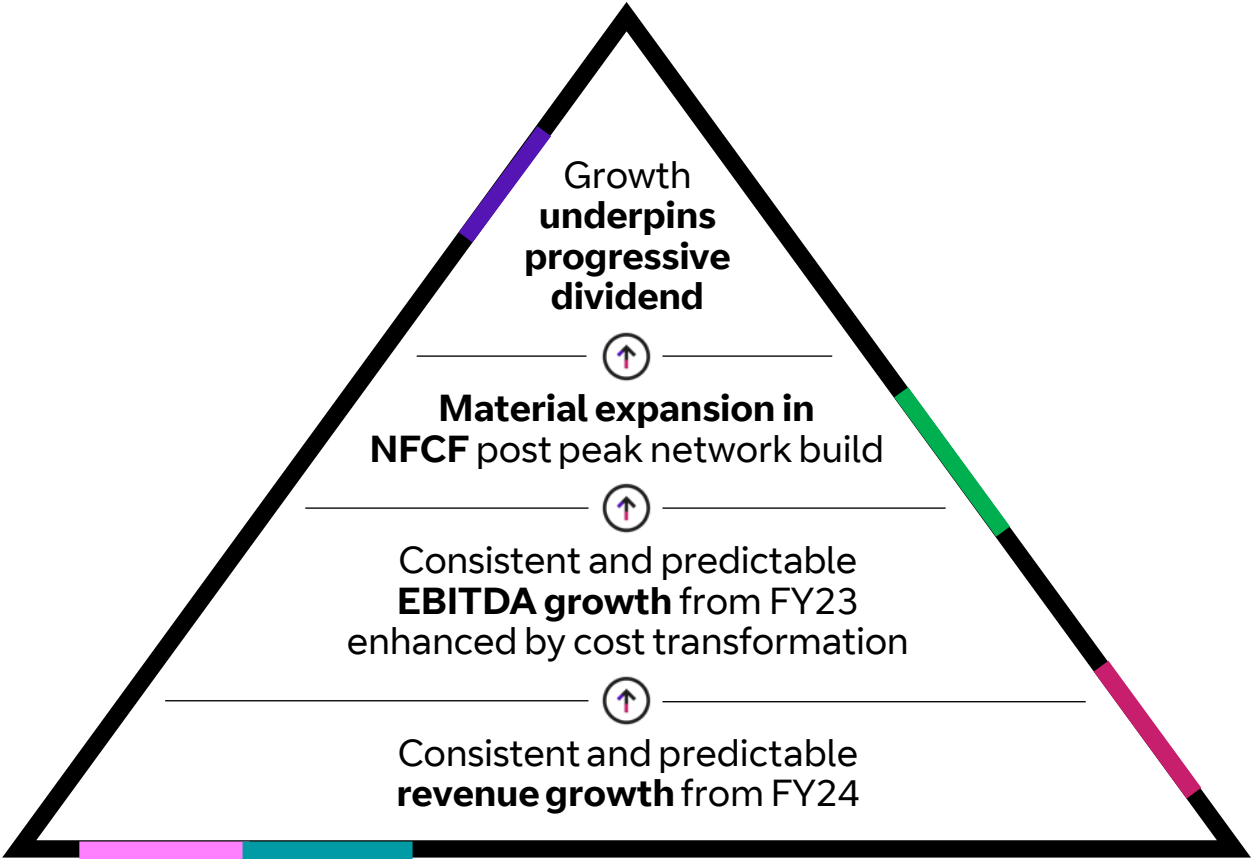 Growth
underpins
progressive
dividend
Material expansion in
NFCF post peak network build
Consistent and predictable
EBITDA growth from FY23
enhanced by cost transformation
Consistent and predictable
revenue growth from FY24